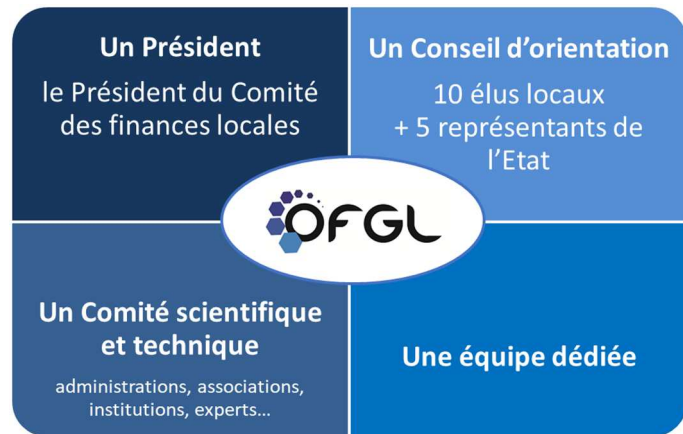 Un Président
le Président du Comité
des finances locales
Un Conseil d'orientation
10 élus locaux
+ 5 représentants de
l'Etat
OFGL
Un Comité scientifique
et technique
administrations, associations,
institutions, experts...
Une équipe dédiée